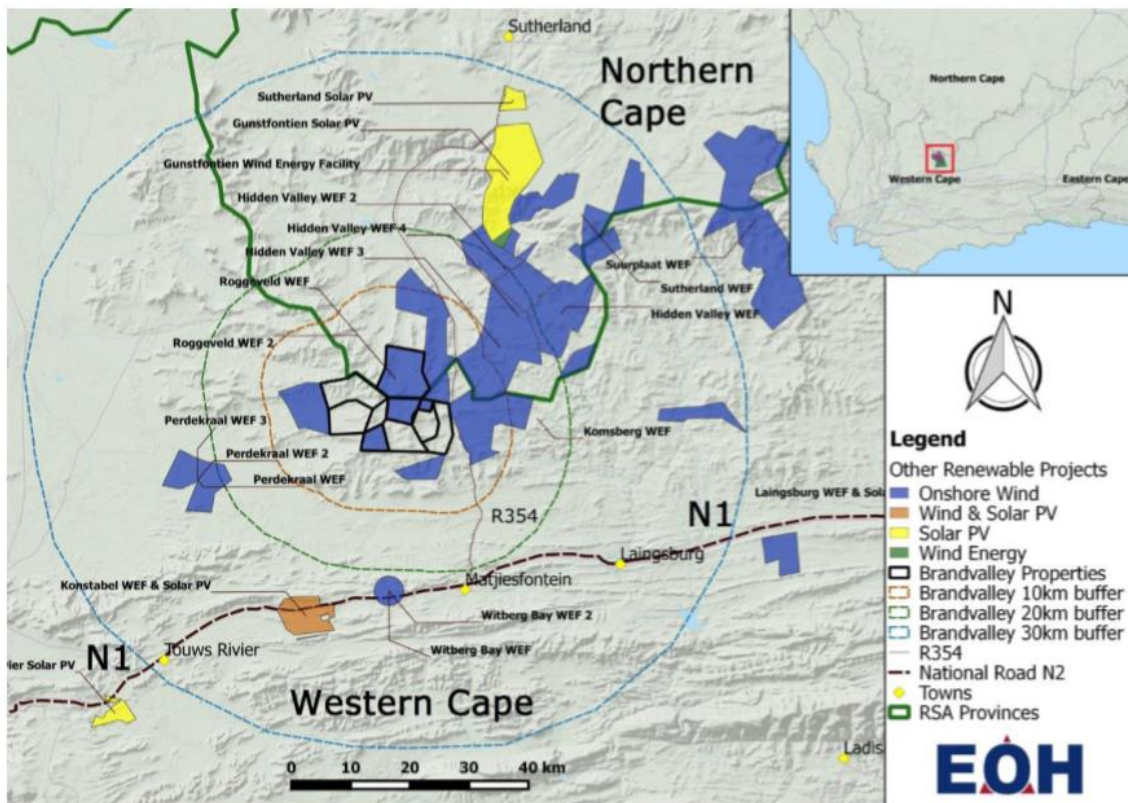 Sutherland
Northern
Cape
Sutherland Solar PV
Gunstfontien Solar PV
Gunstfontien Wind Energy Facility
Hidden Valley WEF 2
Hidden Valley WEF 4
Hidden Valley WEF 3
Roggeveld WEF
Roggeveld WEF 2
Suurplaat WEF
Sutherland WEF
Hidden Valley WEF
Perdekraal WEF 3
Perdekraal WEF 2
Perdekraal WEF
Komsberg WEF
R354
N1
Laingsburg WEF & Sola
Laingsburg
Matjiesfontein
Konstabel WEF & Solar PV
Witberg Bay WEF 2
Witberg Bay WEF
Touws Rivier
N1
vier Solar PV
Western Cape
Ladis
0 10 20 30 40 km
Northern Cape
Western Cape
Eastern Cape
N
Legend
Other Renewable Projects
Onshore Wind
Wind & Solar PV
Solar PV
Wind Energy
Brandvalley Properties
Brandvalley 10km buffer
Brandvalley 20km buffer
Brandvalley 30km buffer
R354
National Road N2
Towns
RSA Provinces
EOH